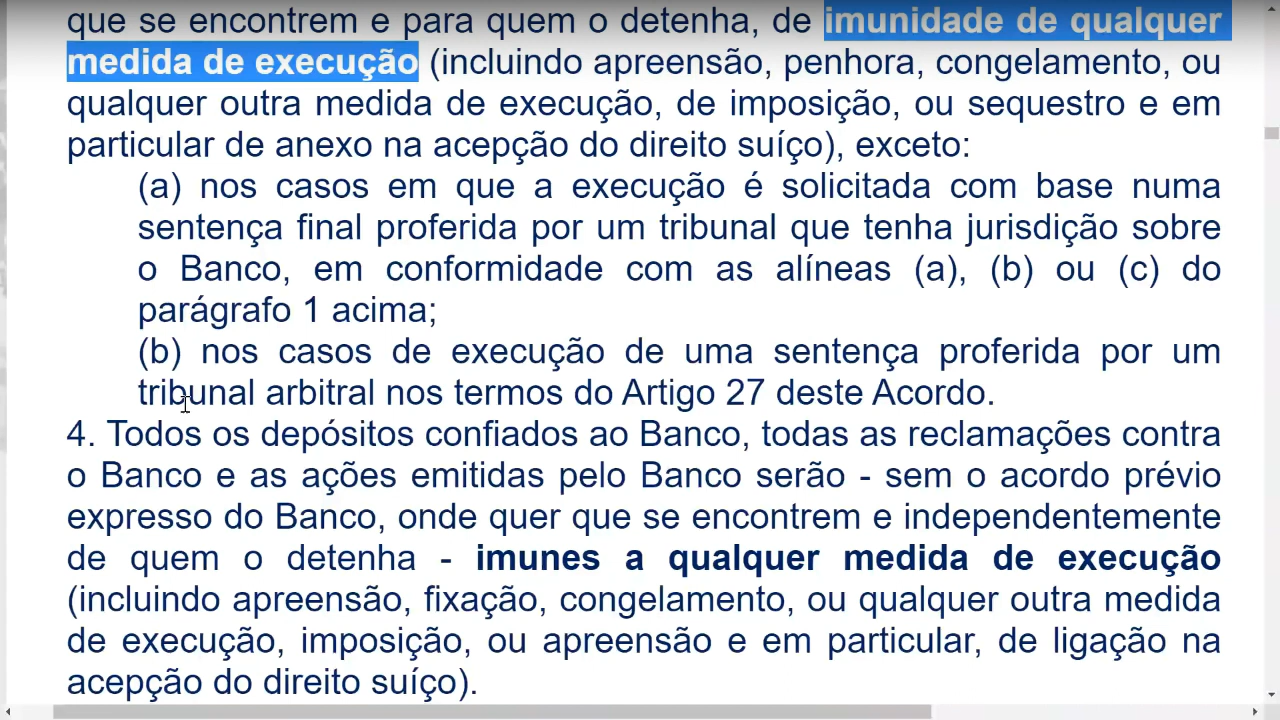 que se encontrem e para quem o detenha, de imunidade de qualquer
medida de execução (incluindo apreensão, penhora, congelamento, ou
qualquer outra medida de execução, de imposição, ou sequestro e em
particular de anexo na acepção do direito suíço), exceto:
(a) nos casos em que a execução é solicitada com base numa
sentença final proferida por um tribunal que tenha jurisdição sobre
o Banco, em conformidade com as alíneas (a), (b) ou (c) do
parágrafo 1 acima;
(b) nos casos de execução de uma sentença proferida por um
tribunal arbitral nos termos do Artigo 27 deste Acordo.
4. Todos os depósitos confiados ao Banco, todas as reclamações contra
o Banco e as ações emitidas pelo Banco serão - sem o acordo prévio
expresso do Banco, onde quer que se encontrem e independentemente
de quem o detenha - imunes a qualquer medida de execução
(incluindo apreensão, fixação, congelamento, ou qualquer outra medida
de execução, imposição, ou apreensão e em particular, de ligação na
acepção do direito suíço).